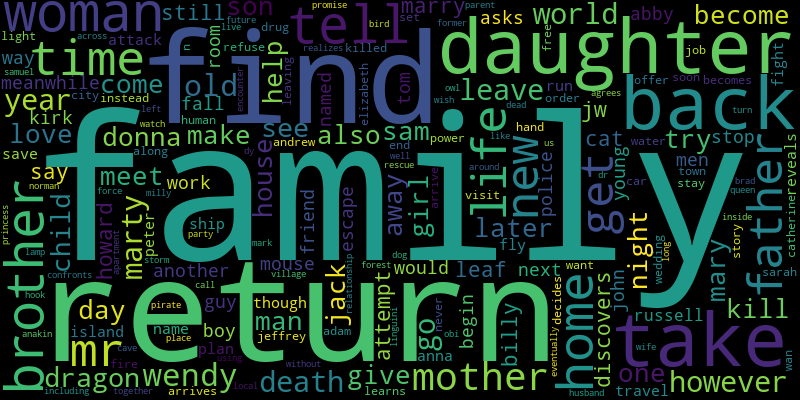 woman
still
son
tell
marry
asks
world
abby
become
promise
bird
former
parent
future
live
across
realizes
light
attack
refuse
drug
killed
set
way
samuel
city
instead
room
n
help
leaving
elizabeth
tom
find
daughter
job
free
fight
time
meanwhile
come
old
named
run
order
owl
wish
leave
offer
soon
becomes
jw
back
turn
year
left
fall
human
kirk
donna
watch
make
see
also
sam
power
dead
hand
agrees
cat
try
stop
love
andrew
end
well
rescue
like
us
water
men
town
young
catherine
reveals
save
along
dy
encounter
around
dr
car
stay
brad
queen
say
norman
meet
work
house
friend
away
girl
arrive
life
visit
new
police
get
father
family
story
inside
sarah
princess
child
force
milly
howard
marty
ship
party
mark
escape
later
fly
night
long
wedding
mary
brother
lamp
confronts
apartment
storm
peter
another
mouse
village
dog
relationship
forest
would
leaf
next
want
john
day
pirate
call
guy
though
jack
attempt
go
never
begin
decides
home
discovers
russell
kill
hook
mr
island
name
place
boy
man
jeffrey
adam
linguini
obi
anna
billy
eventually
take
one
wife
wan
anakin
cave
fire
plan
using
return
dragon
wendy
death
give
mother
however
including
together
arrives
local
without
learns
husband
travel